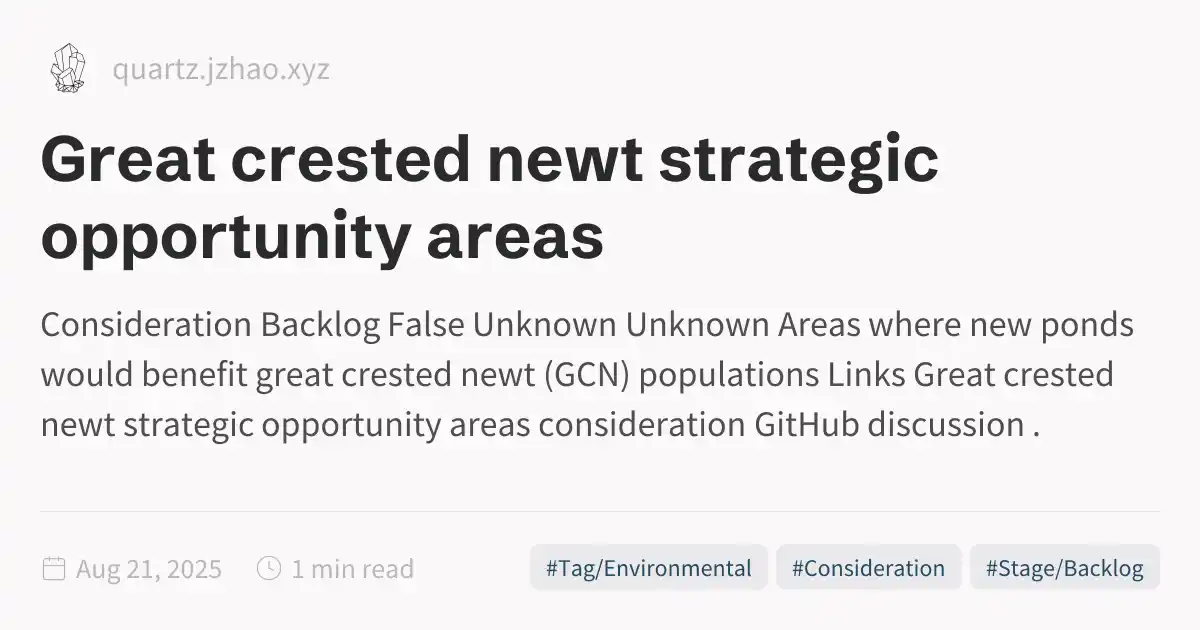 quartz.jzhao.xyz
Great crested newt strategic
opportunity areas
Consideration Backlog False Unknown Unknown Areas where new ponds
would benefit great crested newt (GCN) populations Links Great crested
newt strategic opportunity areas consideration GitHub discussion .
Aug 21, 2025 1 min read #Tag/Environmental #Consideration #Stage/Backlog